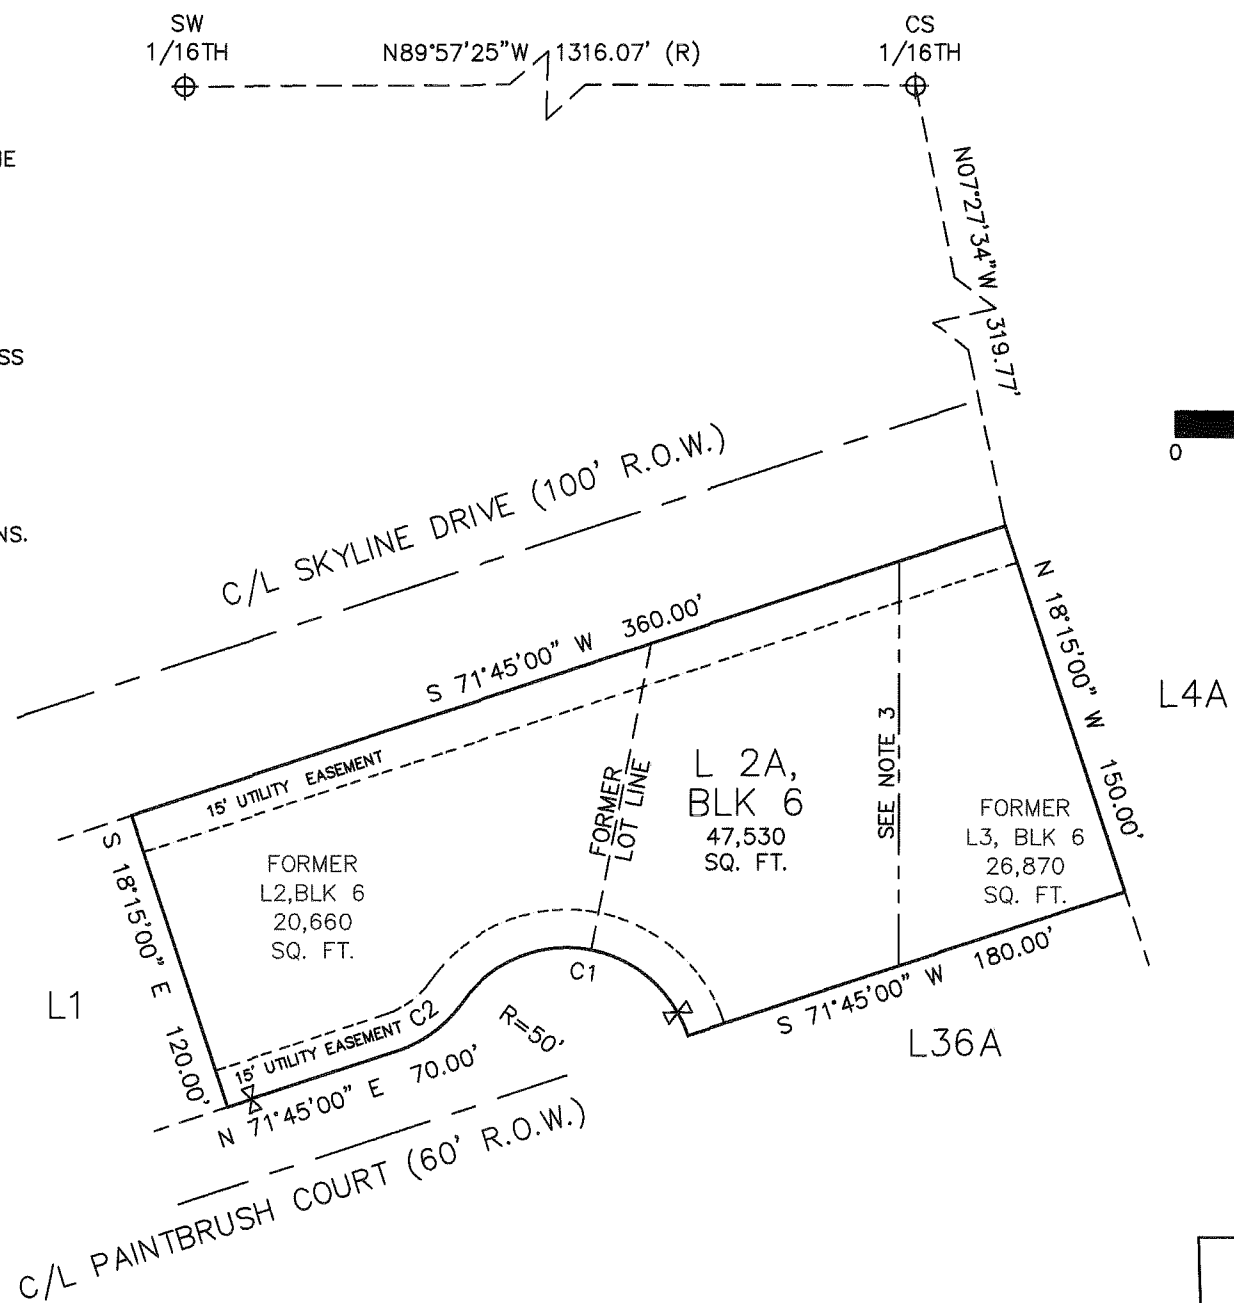 SW
1/16TH
N89°57'25"W 1316.07' (R)
CS
1/16TH
N07°27'34"W 319.77'
SS
0
NS.
C/L SKYLINE DRIVE (100' R.O.W.)
S 71°45'00" W 360.00'
N 18°15'00" W 150.00'
L4A
15' UTILITY EASEMENT
FORMER
LOT LINE
L 2A,
BLK 6
47,530
SQ. FT.
SEE NOTE 3
FORMER
L3, BLK 6
26,870
SQ. FT.
S 18°15'00" E 120.00'
FORMER
L2,BLK 6
20,660
SQ. FT.
L1
C1
C2
R=50'
15' UTILITY EASEMENT
N 71°45'00" E 70.00'
S 71°45'00" W 180.00'
L36A
C/L PAINTBRUSH COURT (60' R.O.W.)